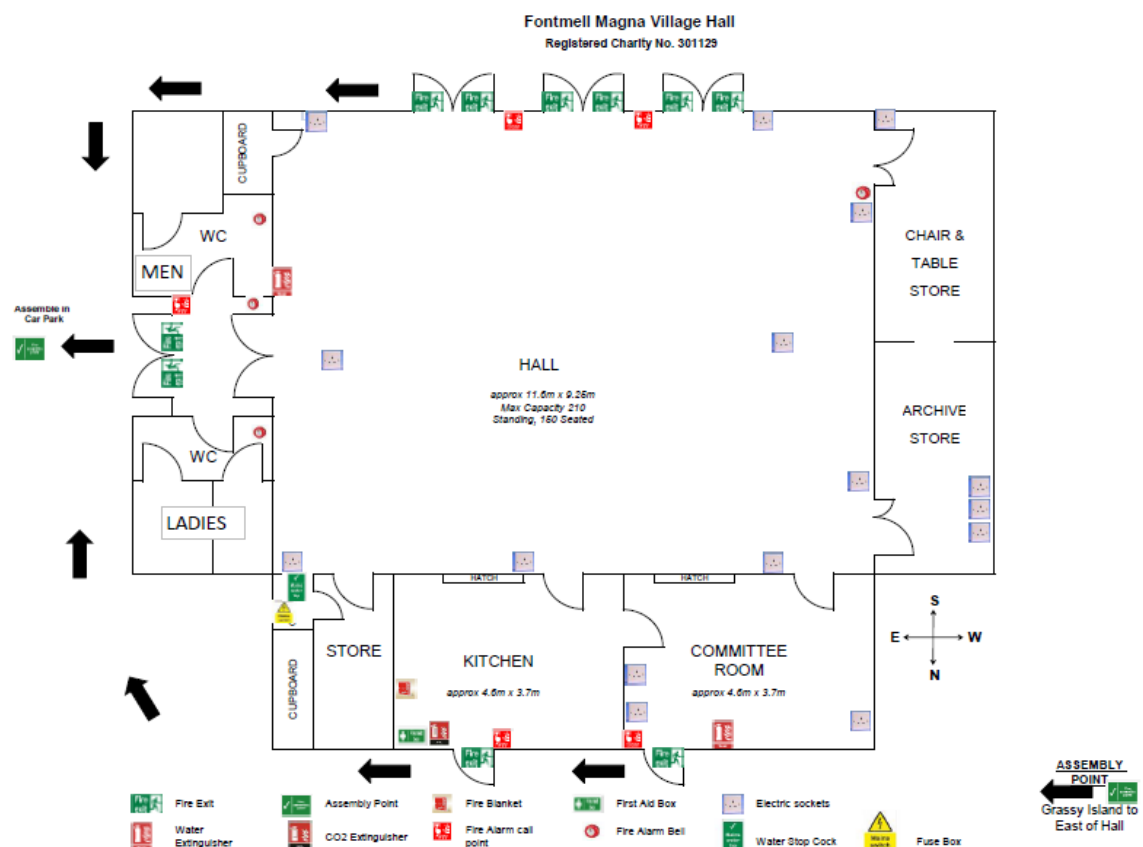 Fontmell Magna Village Hall
Registered Charity No. 301129
CUPBOARD
WC
MEN
CHAIR &
TABLE
STORE
Assemble in
Car Park
HALL
approx 11.6m x 9.25m
Max Capacity 210
Standing, 150 Seated
ARCHIVE
STORE
WC
LADIES
HATCH
HATCH
S
E
W
N
STORE
KITCHEN
approx 4.6m x 3.7m
COMMITTEE
ROOM
approx 4.6m x 3.7m
CUPBOARD
ASSEMBLY
POINT
Grassy Island to
East of Hall
Fire Exit
Assembly Point
Fire Blanket
First Aid Box
Electric sockets
Water
Extinguisher
CO2 Extinguisher
Fire Alarm call
point
Fire Alarm Bell
Water Stop Cock
Fuse Box